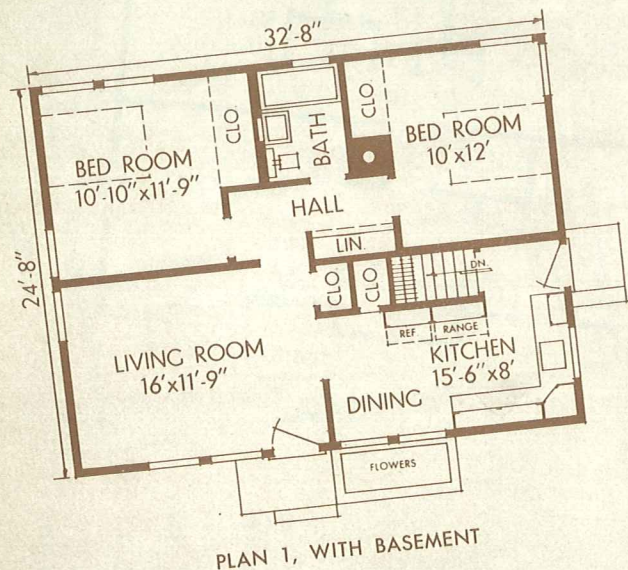 32'-8"
24'-8"
BED ROOM
10'-10"x11'-9"
CLO
BATH
CLO
BED ROOM
10'x12'
HALL
LIN.
CLO
CLO
DN.
LIVING ROOM
16'x11'-9"
REF.
RANGE
KITCHEN
15'-6"x8'
DINING
FLOWERS
PLAN 1, WITH BASEMENT